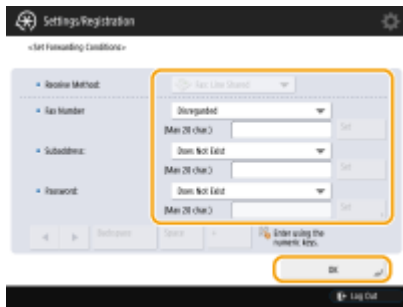 Settings/Registration
<Set Forwarding Conditions>
Receive Method:
Fax: Line Shared
Fax Number
Disregarded
(Max 20 char.)
Set
Subaddress:
Does Not Exist
(Max 20 char.)
Set
Password:
Does Not Exist
(Max 20 char.)
Set
Backspace
Space
+
Enter using the
numeric keys.
OK
Log Out